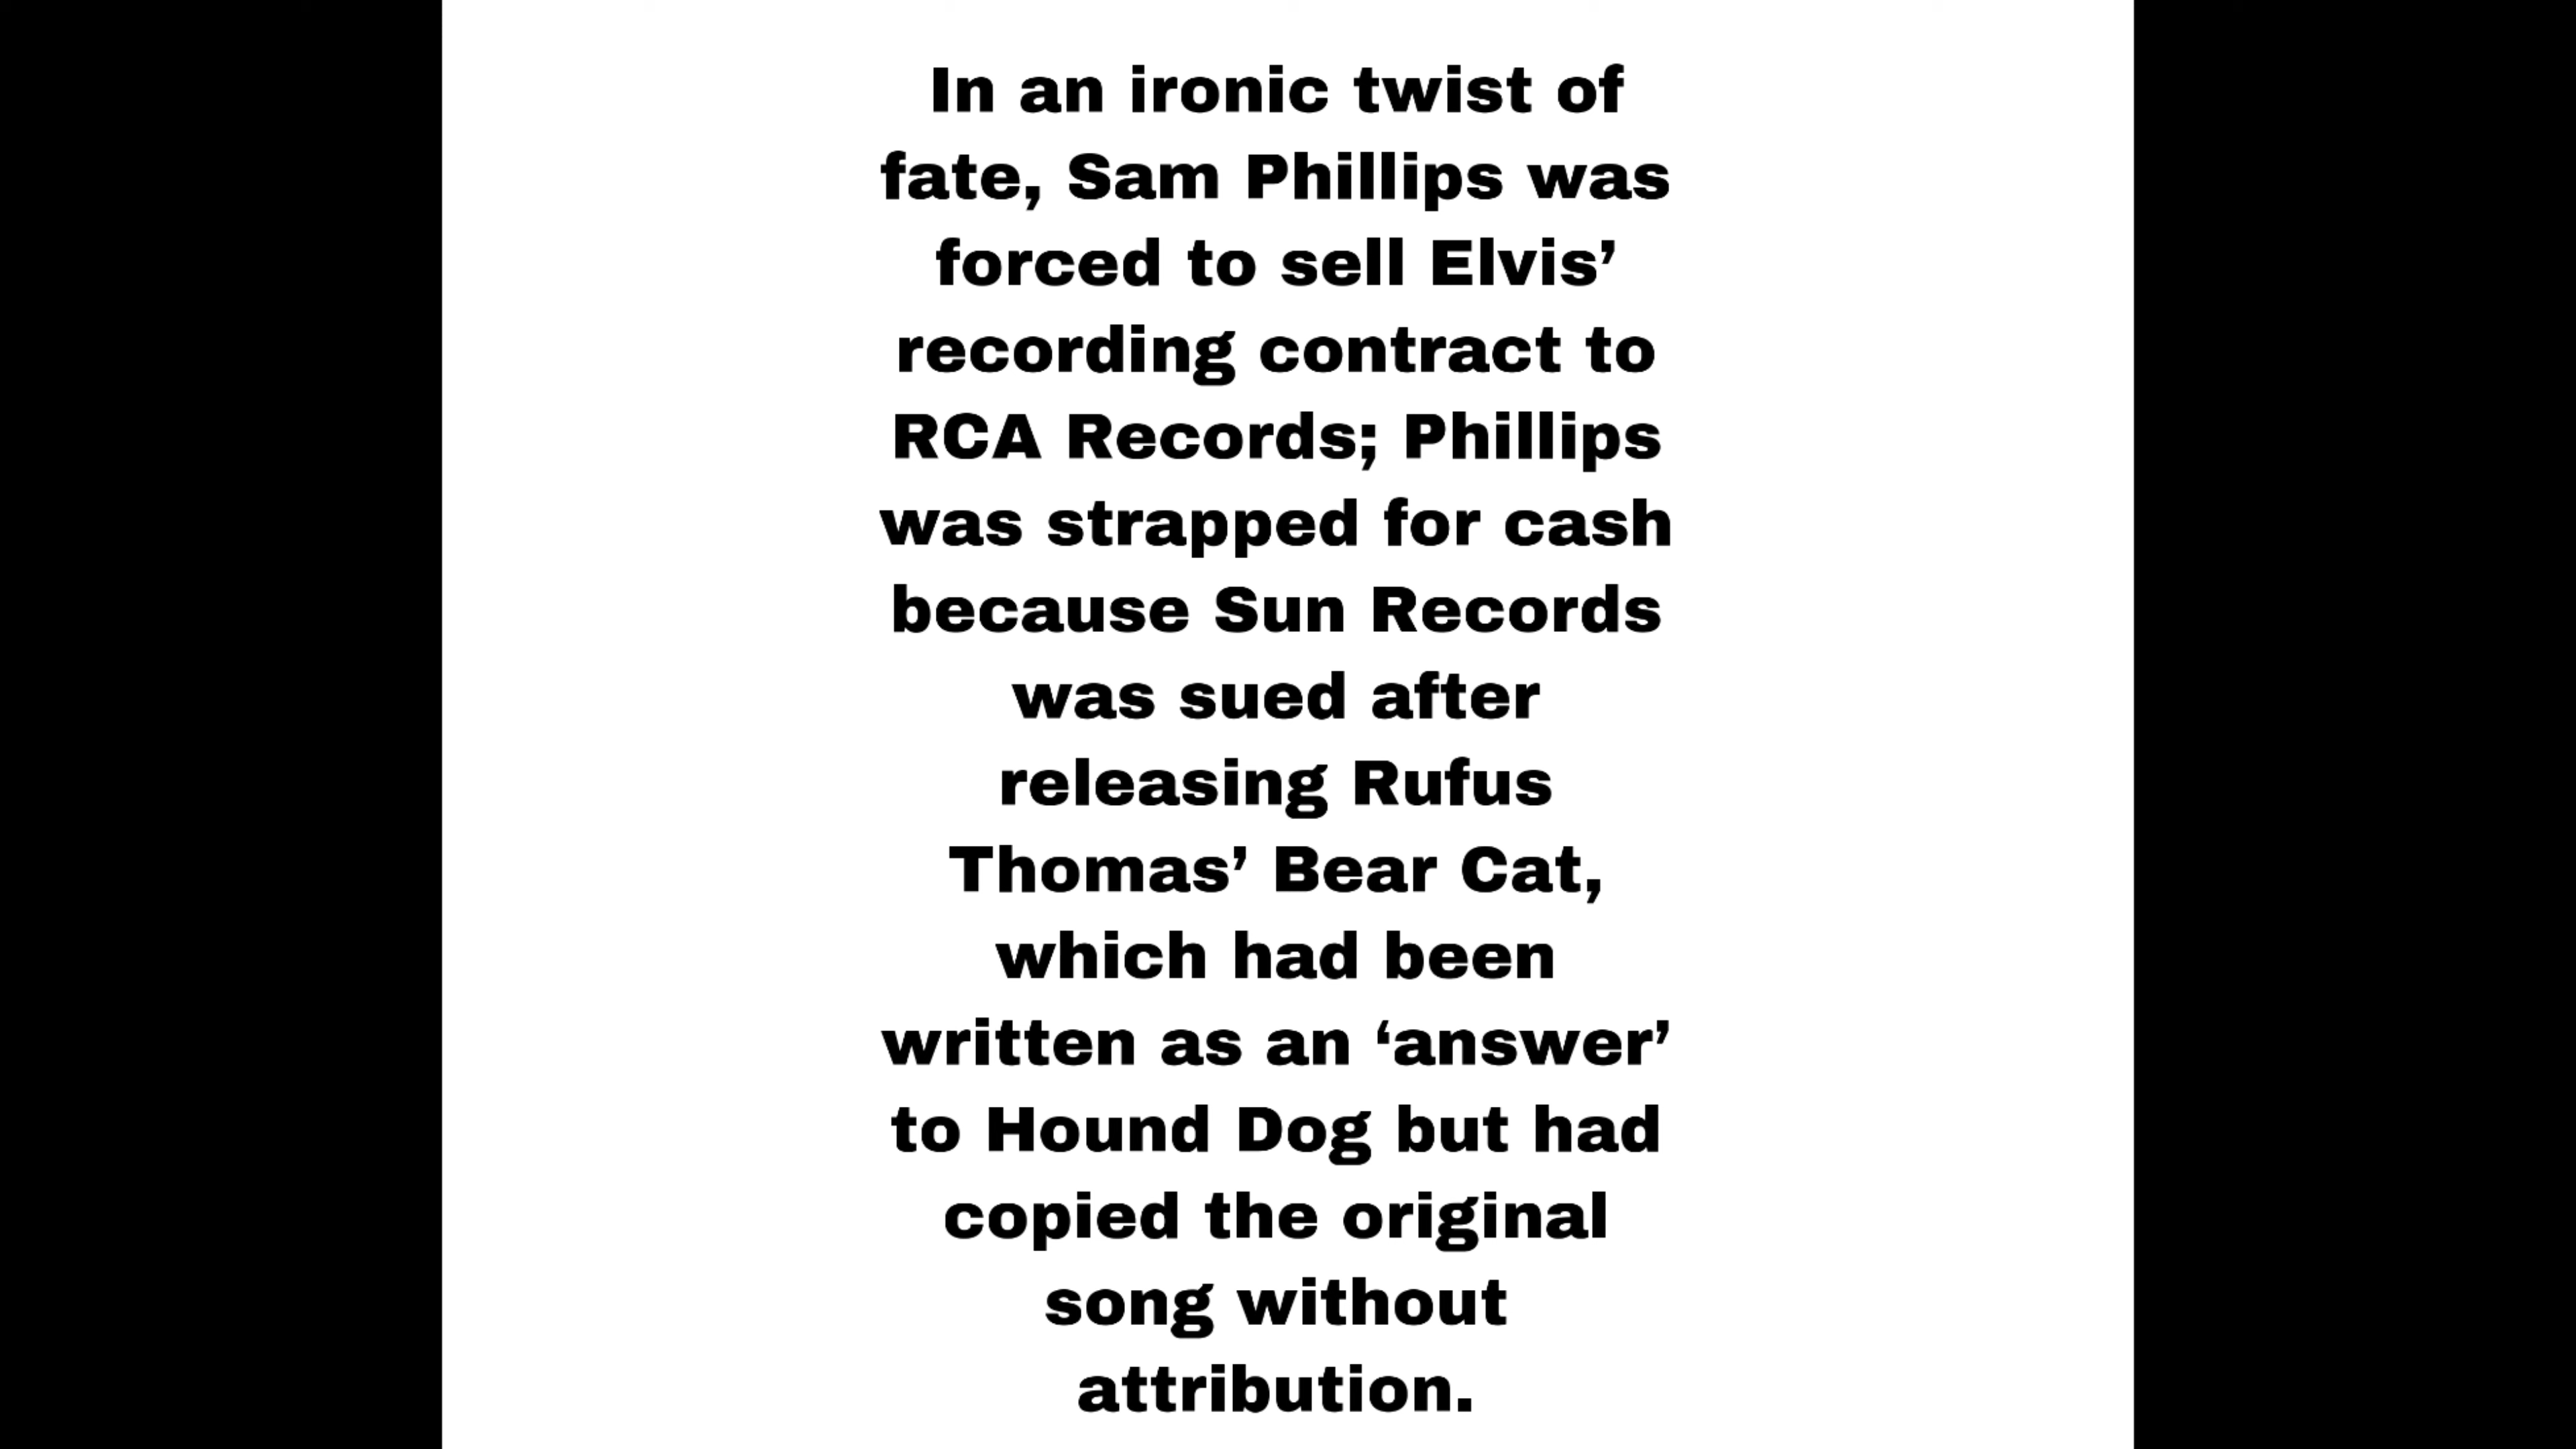 In an ironic twist of
fate, Sam Phillips was
forced to sell Elvis’
recording contract to
RCA Records; Phillips
was strapped for cash
because Sun Records
was sued after
releasing Rufus
Thomas’ Bear Cat,
which had been
written as an ‘answer’
to Hound Dog but had
copied the original
song without
attribution.